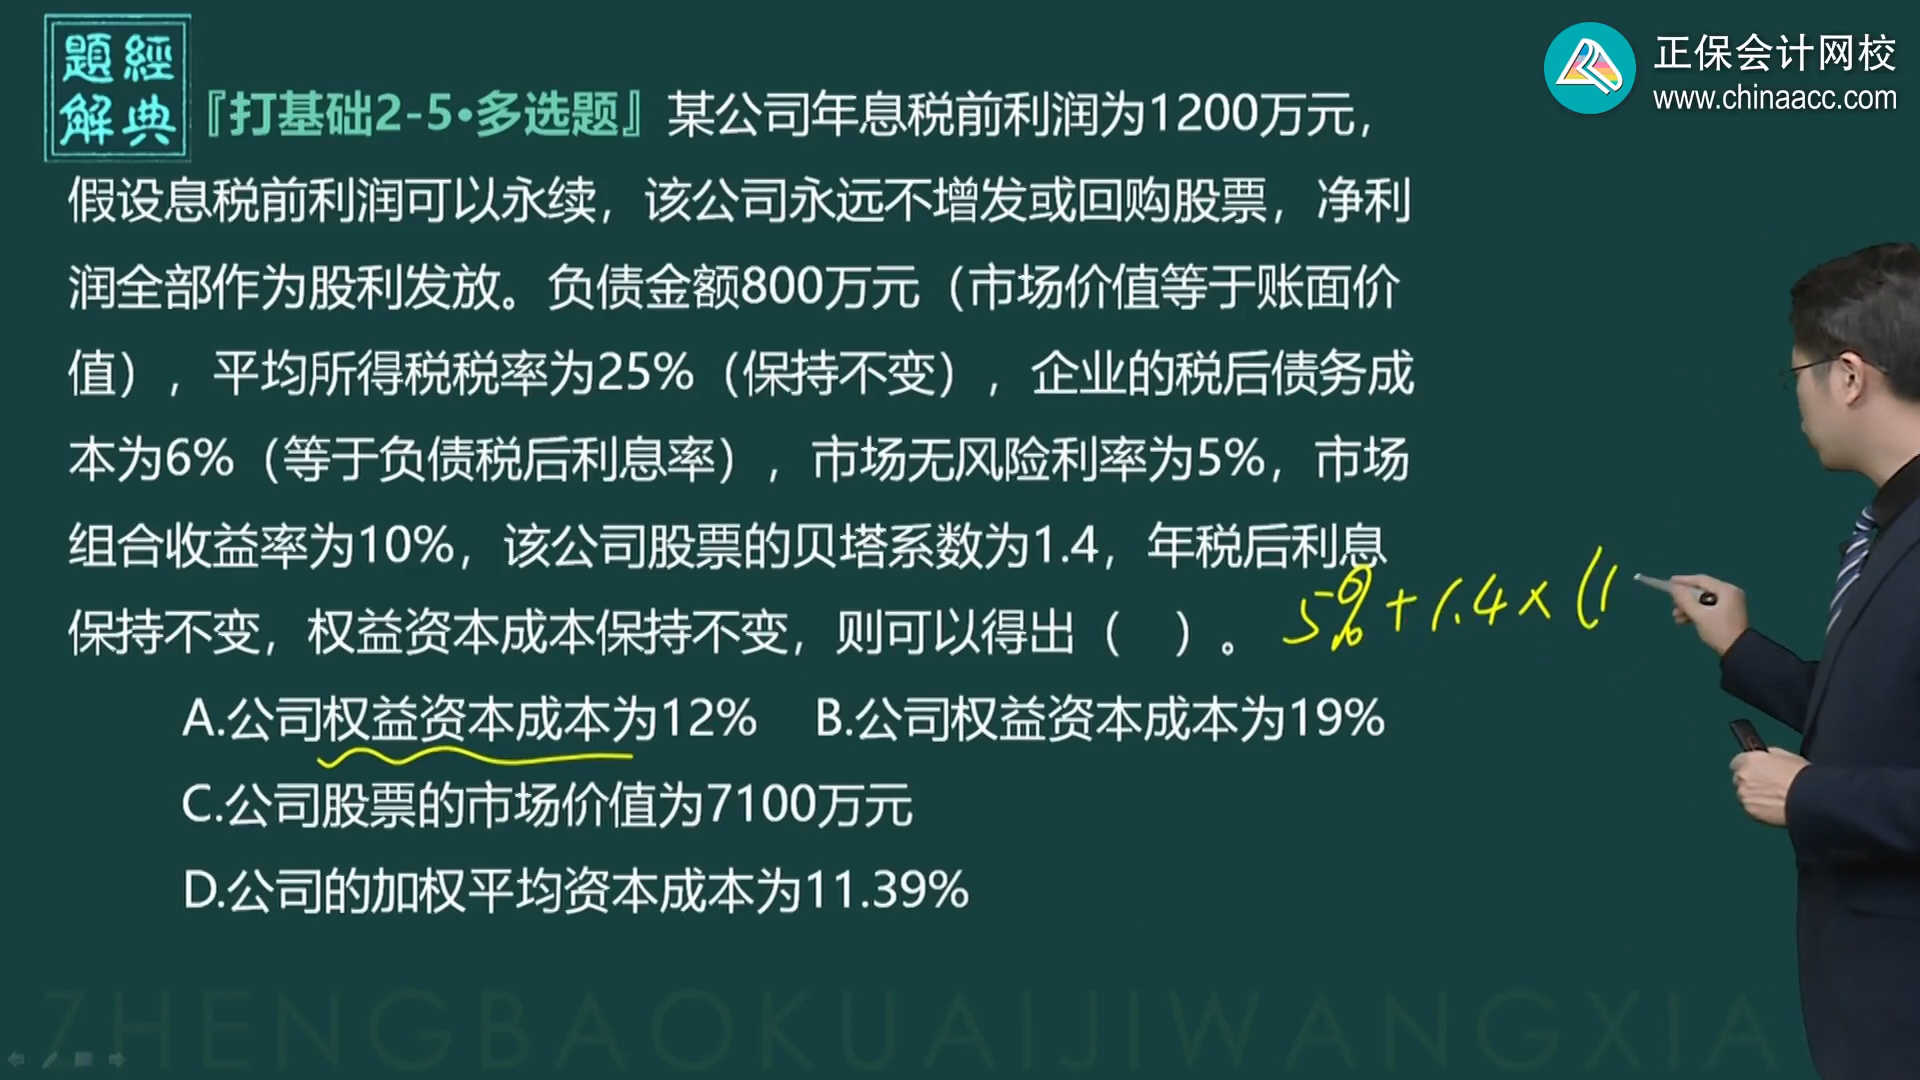 正保会计网校
www.chinaacc.com
經典題解
『打基础2-5•多选题』某公司年息税前利润为1200万元，
假设息税前利润可以永续，该公司永远不增发或回购股票，净利
润全部作为股利发放。负债金额800万元（市场价值等于账面价
值），平均所得税税率为25%（保持不变），企业的税后债务成
本为6%（等于负债税后利息率），市场无风险利率为5%，市场
组合收益率为10%，该公司股票的贝塔系数为1.4，年税后利息
保持不变，权益资本成本保持不变，则可以得出（ ）。
5%+1.4×(1
A.公司权益资本成本为12% B.公司权益资本成本为19%
C.公司股票的市场价值为7100万元
D.公司的加权平均资本成本为11.39%
ZHENGBAOKUAIJIWANGXIA